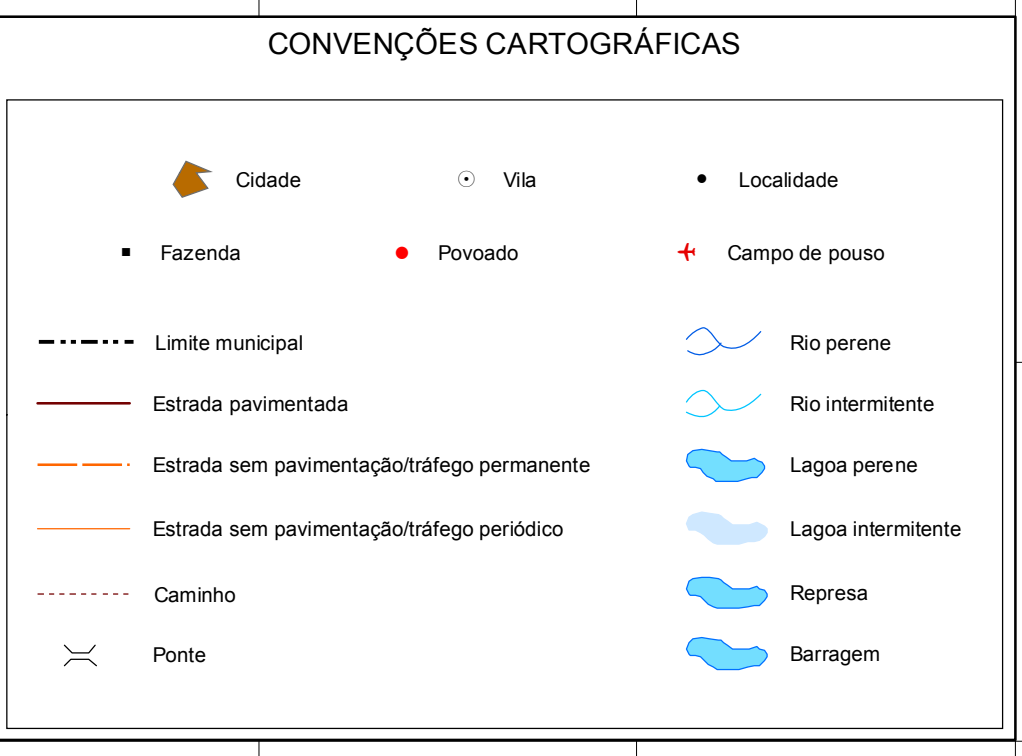 CONVENÇÕES CARTOGRÁFICAS
Cidade
Vila
Localidade
Fazenda
Povoado
Campo de pouso
Limite municipal
Rio perene
Estrada pavimentada
Rio intermitente
Estrada sem pavimentação/tráfego permanente
Lagoa perene
Estrada sem pavimentação/tráfego periódico
Lagoa intermitente
Caminho
Represa
Ponte
Barragem